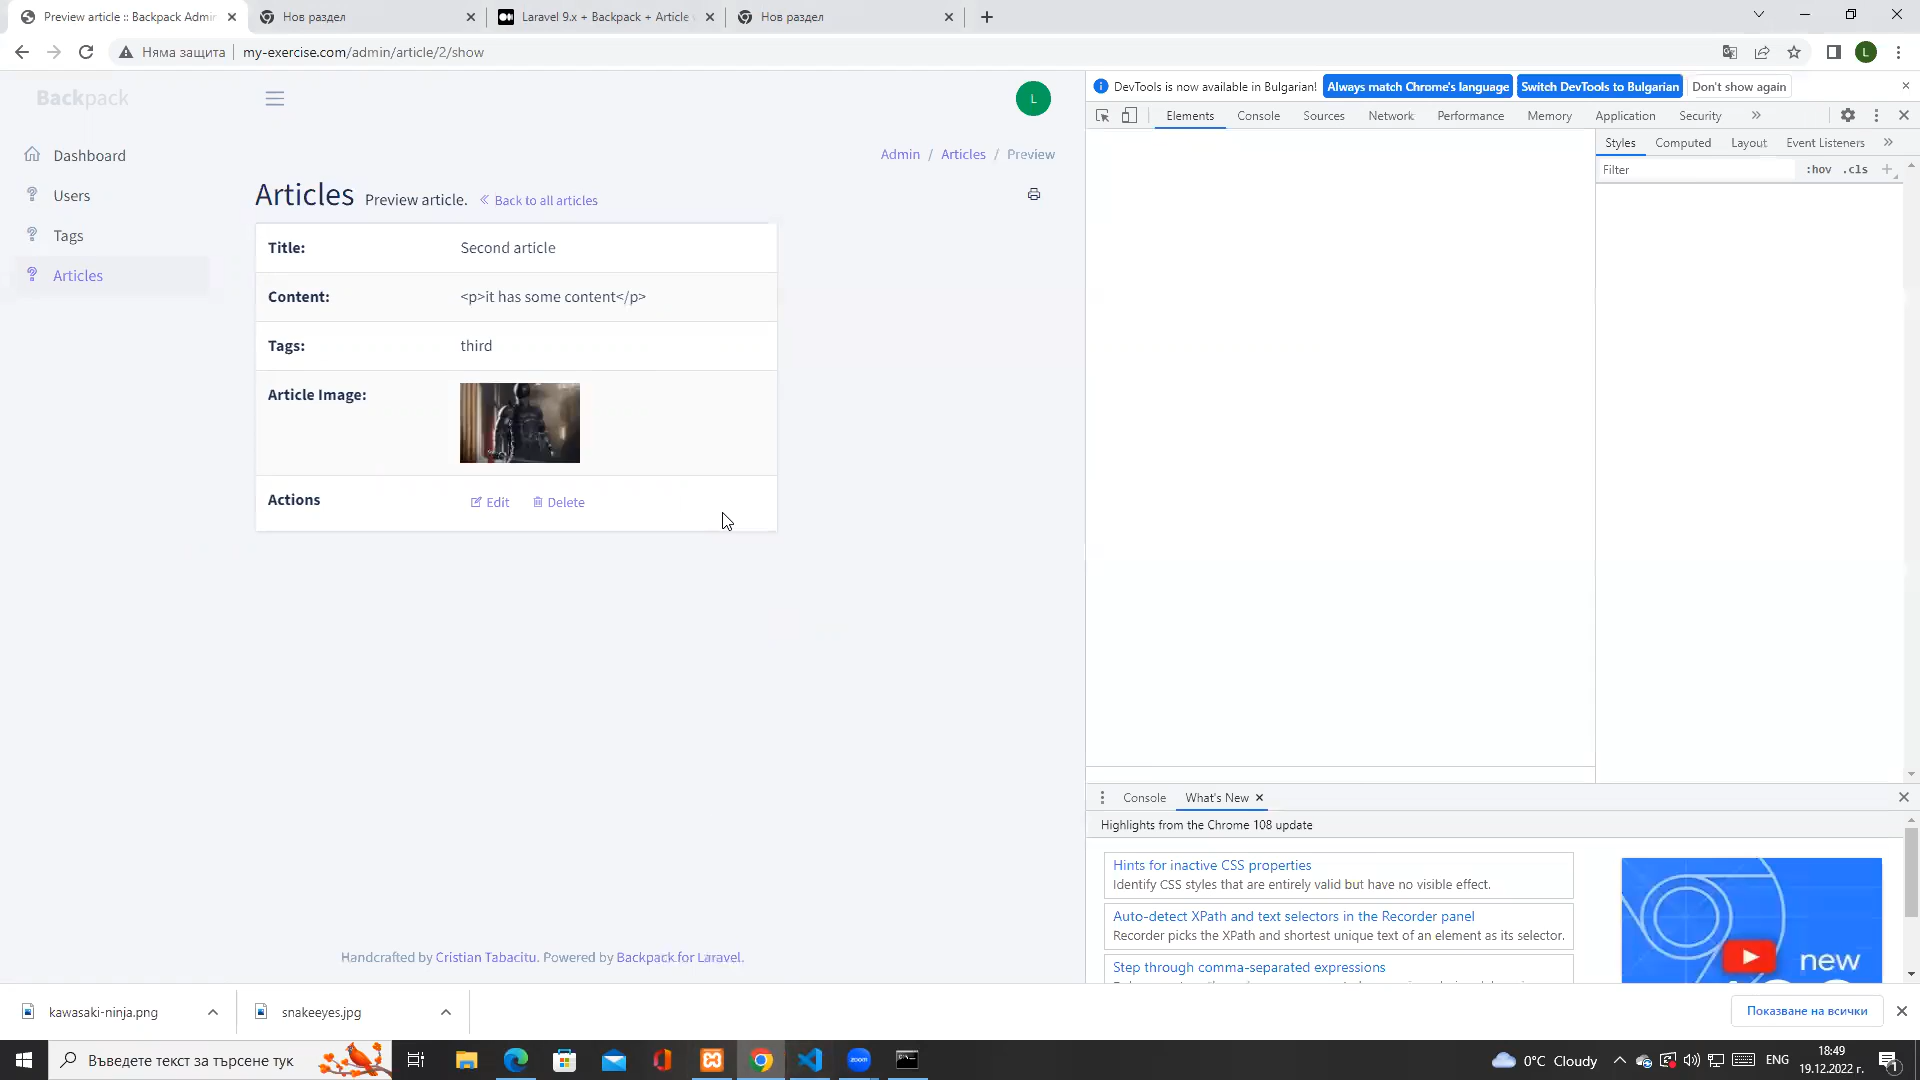 Preview article :: Backpack Admin
Нов раздел
Laravel 9.x + Backpack + Article
Нов раздел
Няма защита
my-exercise.com/admin/article/2/show
L
Backpack
L
Dashboard
Users
Tags
Articles
Admin / Articles / Preview
Articles Preview article. Back to all articles
Title: Second article
Content: <p>it has some content</p>
Tags: third
Article Image:
Actions Edit Delete
Handcrafted by Cristian Tabacitu. Powered by Backpack for Laravel.
DevTools is now available in Bulgarian! Always match Chrome's language Switch DevTools to Bulgarian Don't show again
Elements Console Sources Network Performance Memory Application Security
Styles Computed Layout Event Listeners
Filter :hov .cls
Console What's New
Highlights from the Chrome 108 update
Hints for inactive CSS properties
Identify CSS styles that are entirely valid but have no visible effect.
Auto-detect XPath and text selectors in the Recorder panel
Recorder picks the XPath and shortest unique text of an element as its selector.
Step through comma-separated expressions
new
kawasaki-ninja.png
snakeeyes.jpg
Показване на всички
Въведете текст за търсене тук
zoom
0°C Cloudy
ENG
18:49
19.12.2022 г.
1